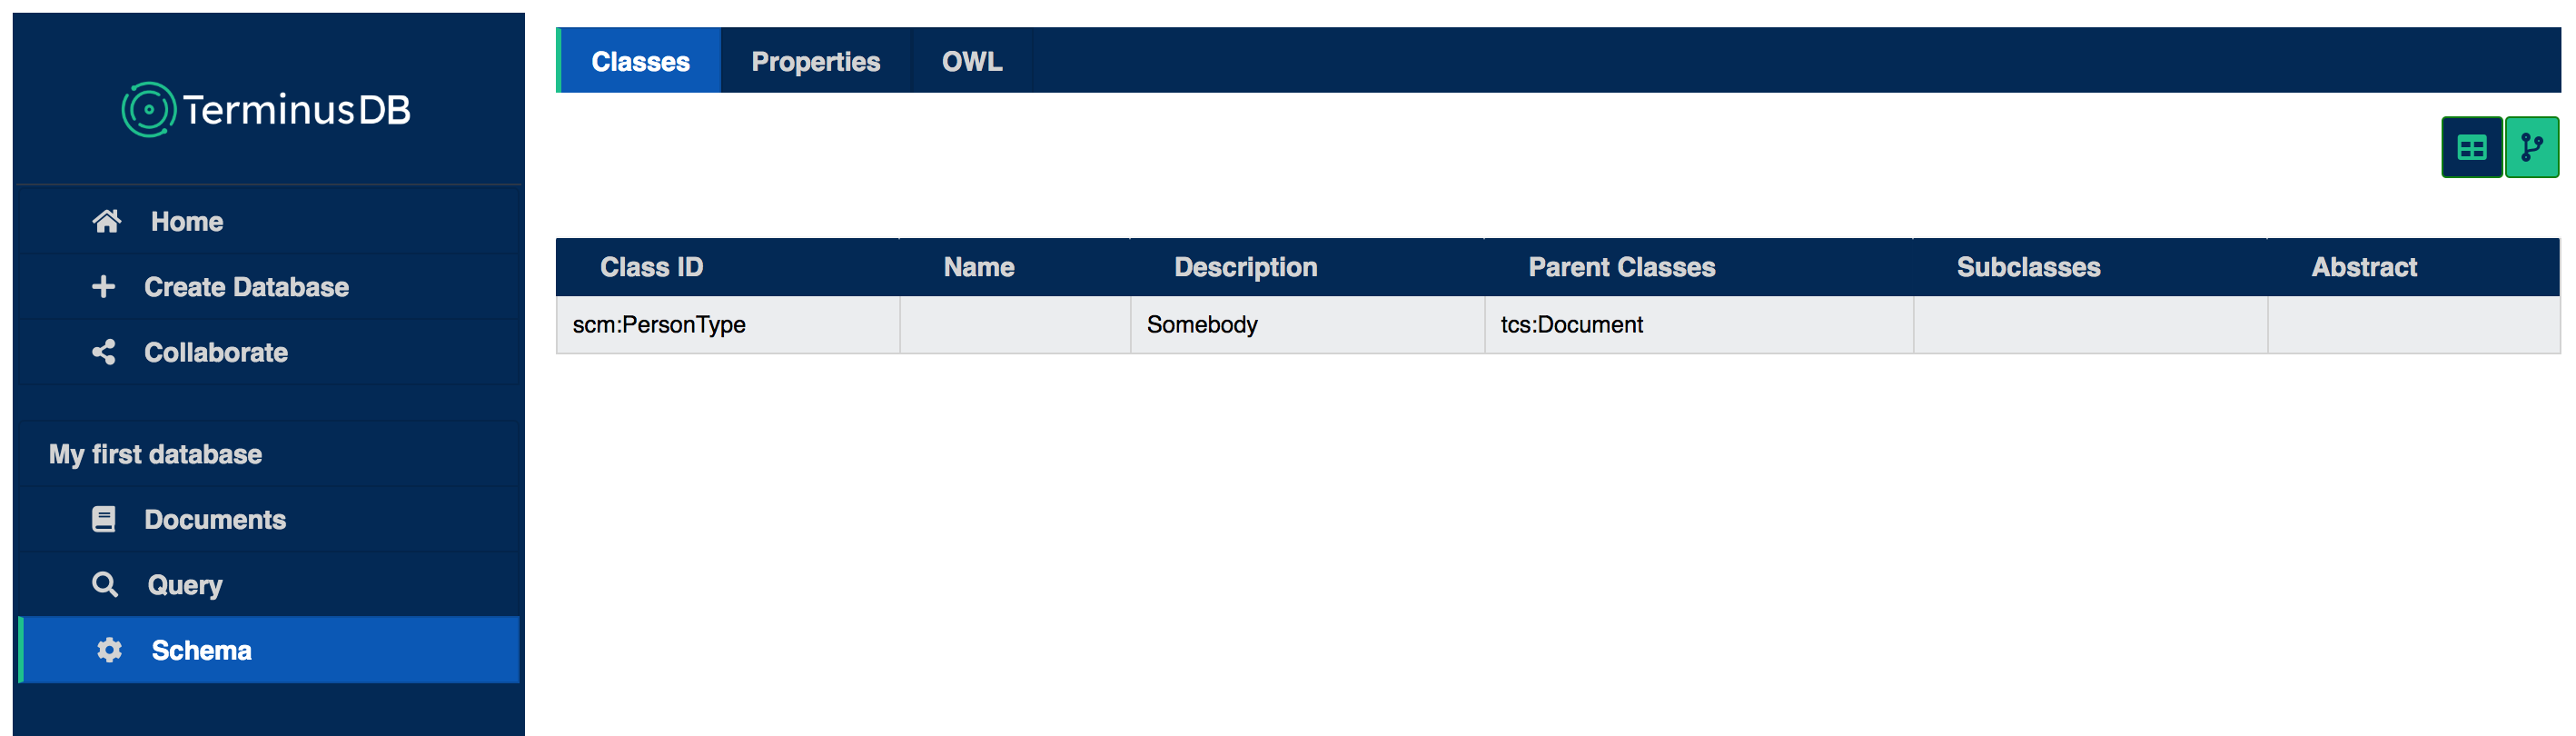 TerminusDB
Home
Create Database
Collaborate
My first database
Documents
Query
Schema
Classes Properties OWL
Class ID Name Description Parent Classes Subclasses Abstract
scm:PersonType Somebody tcs:Document